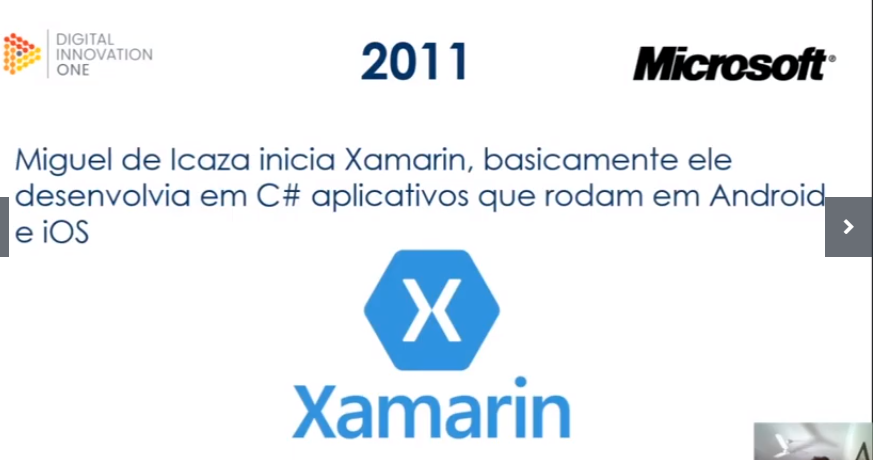 DIGITAL
INNOVATION
ONE
2011
Microsoft®
Miguel de Icaza inicia Xamarin, basicamente ele
desenvolvia em C# aplicativos que rodam em Android
e iOS
X
Xamarin